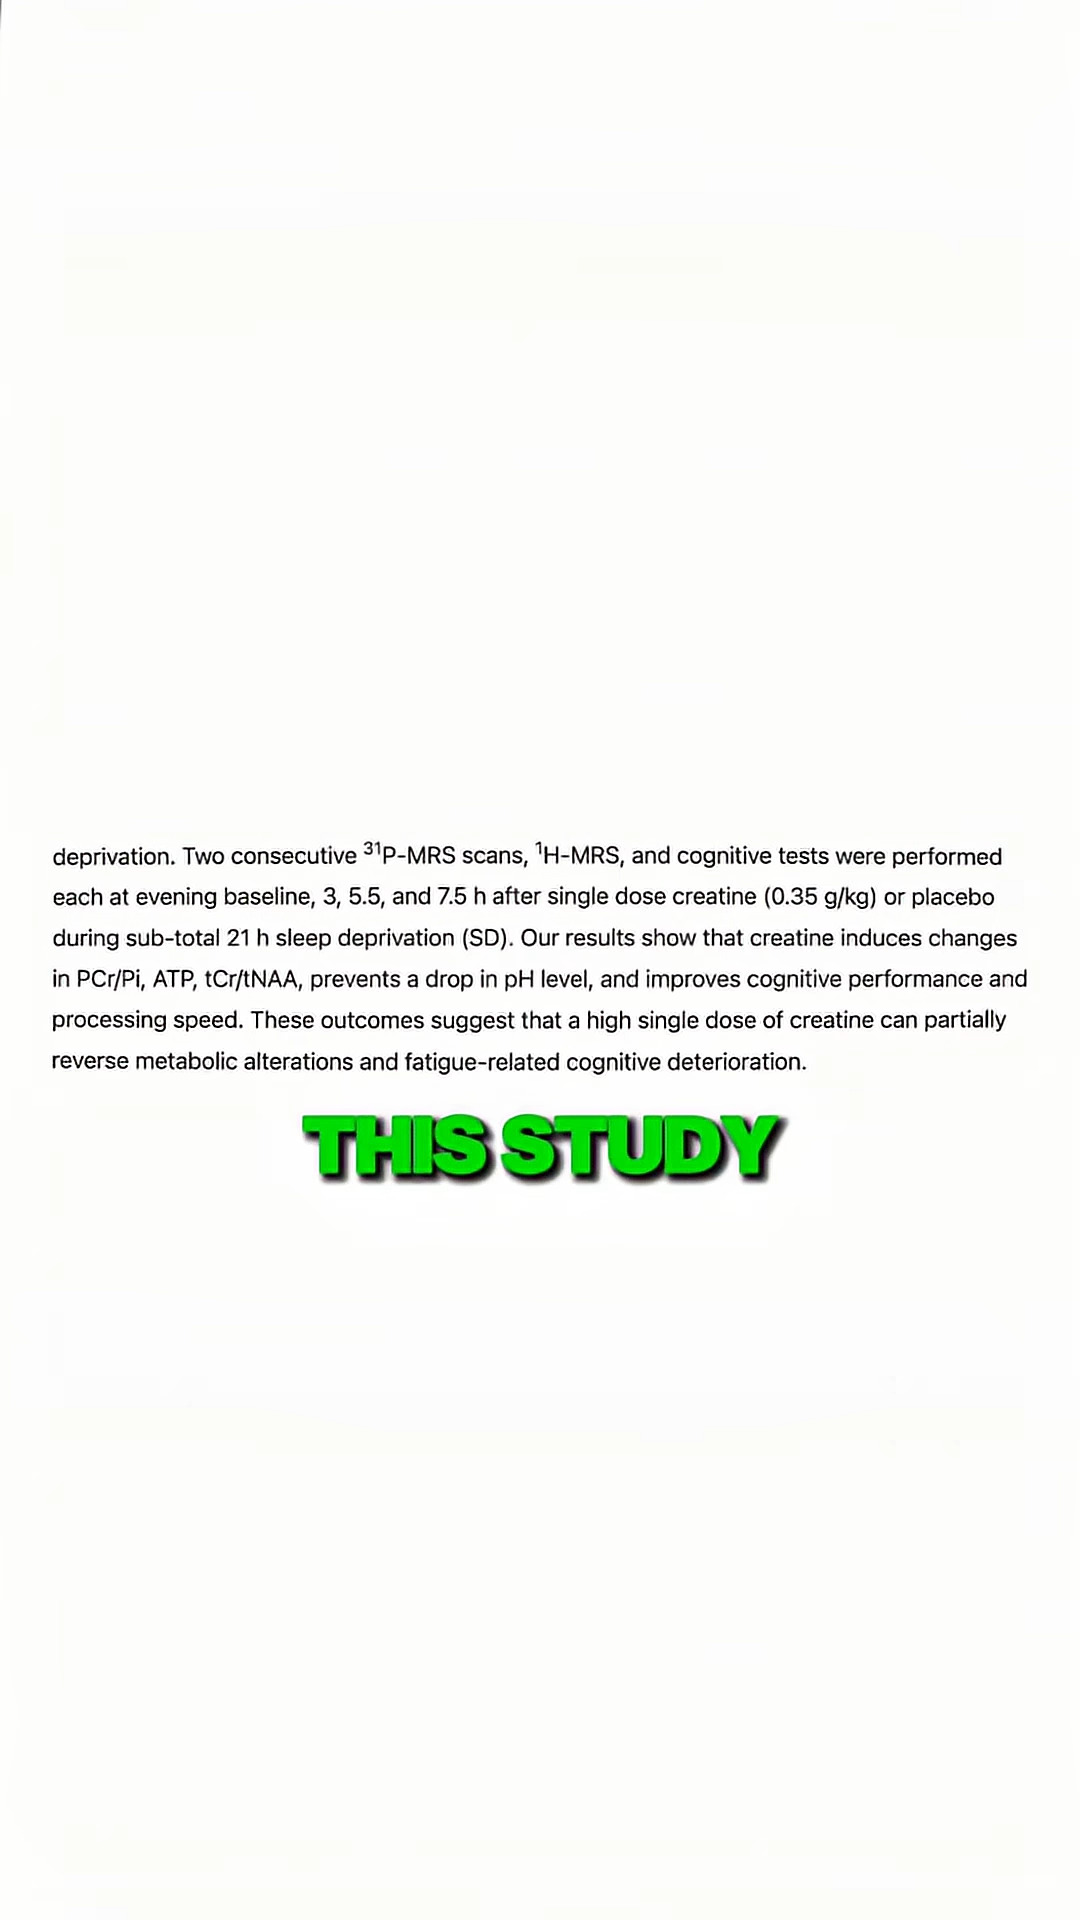 deprivation. Two consecutive ³¹P-MRS scans, ¹H-MRS, and cognitive tests were performed
each at evening baseline, 3, 5.5, and 7.5 h after single dose creatine (0.35 g/kg) or placebo
during sub-total 21 h sleep deprivation (SD). Our results show that creatine induces changes
in PCr/Pi, ATP, tCr/tNAA, prevents a drop in pH level, and improves cognitive performance and
processing speed. These outcomes suggest that a high single dose of creatine can partially
reverse metabolic alterations and fatigue-related cognitive deterioration.
THIS STUDY